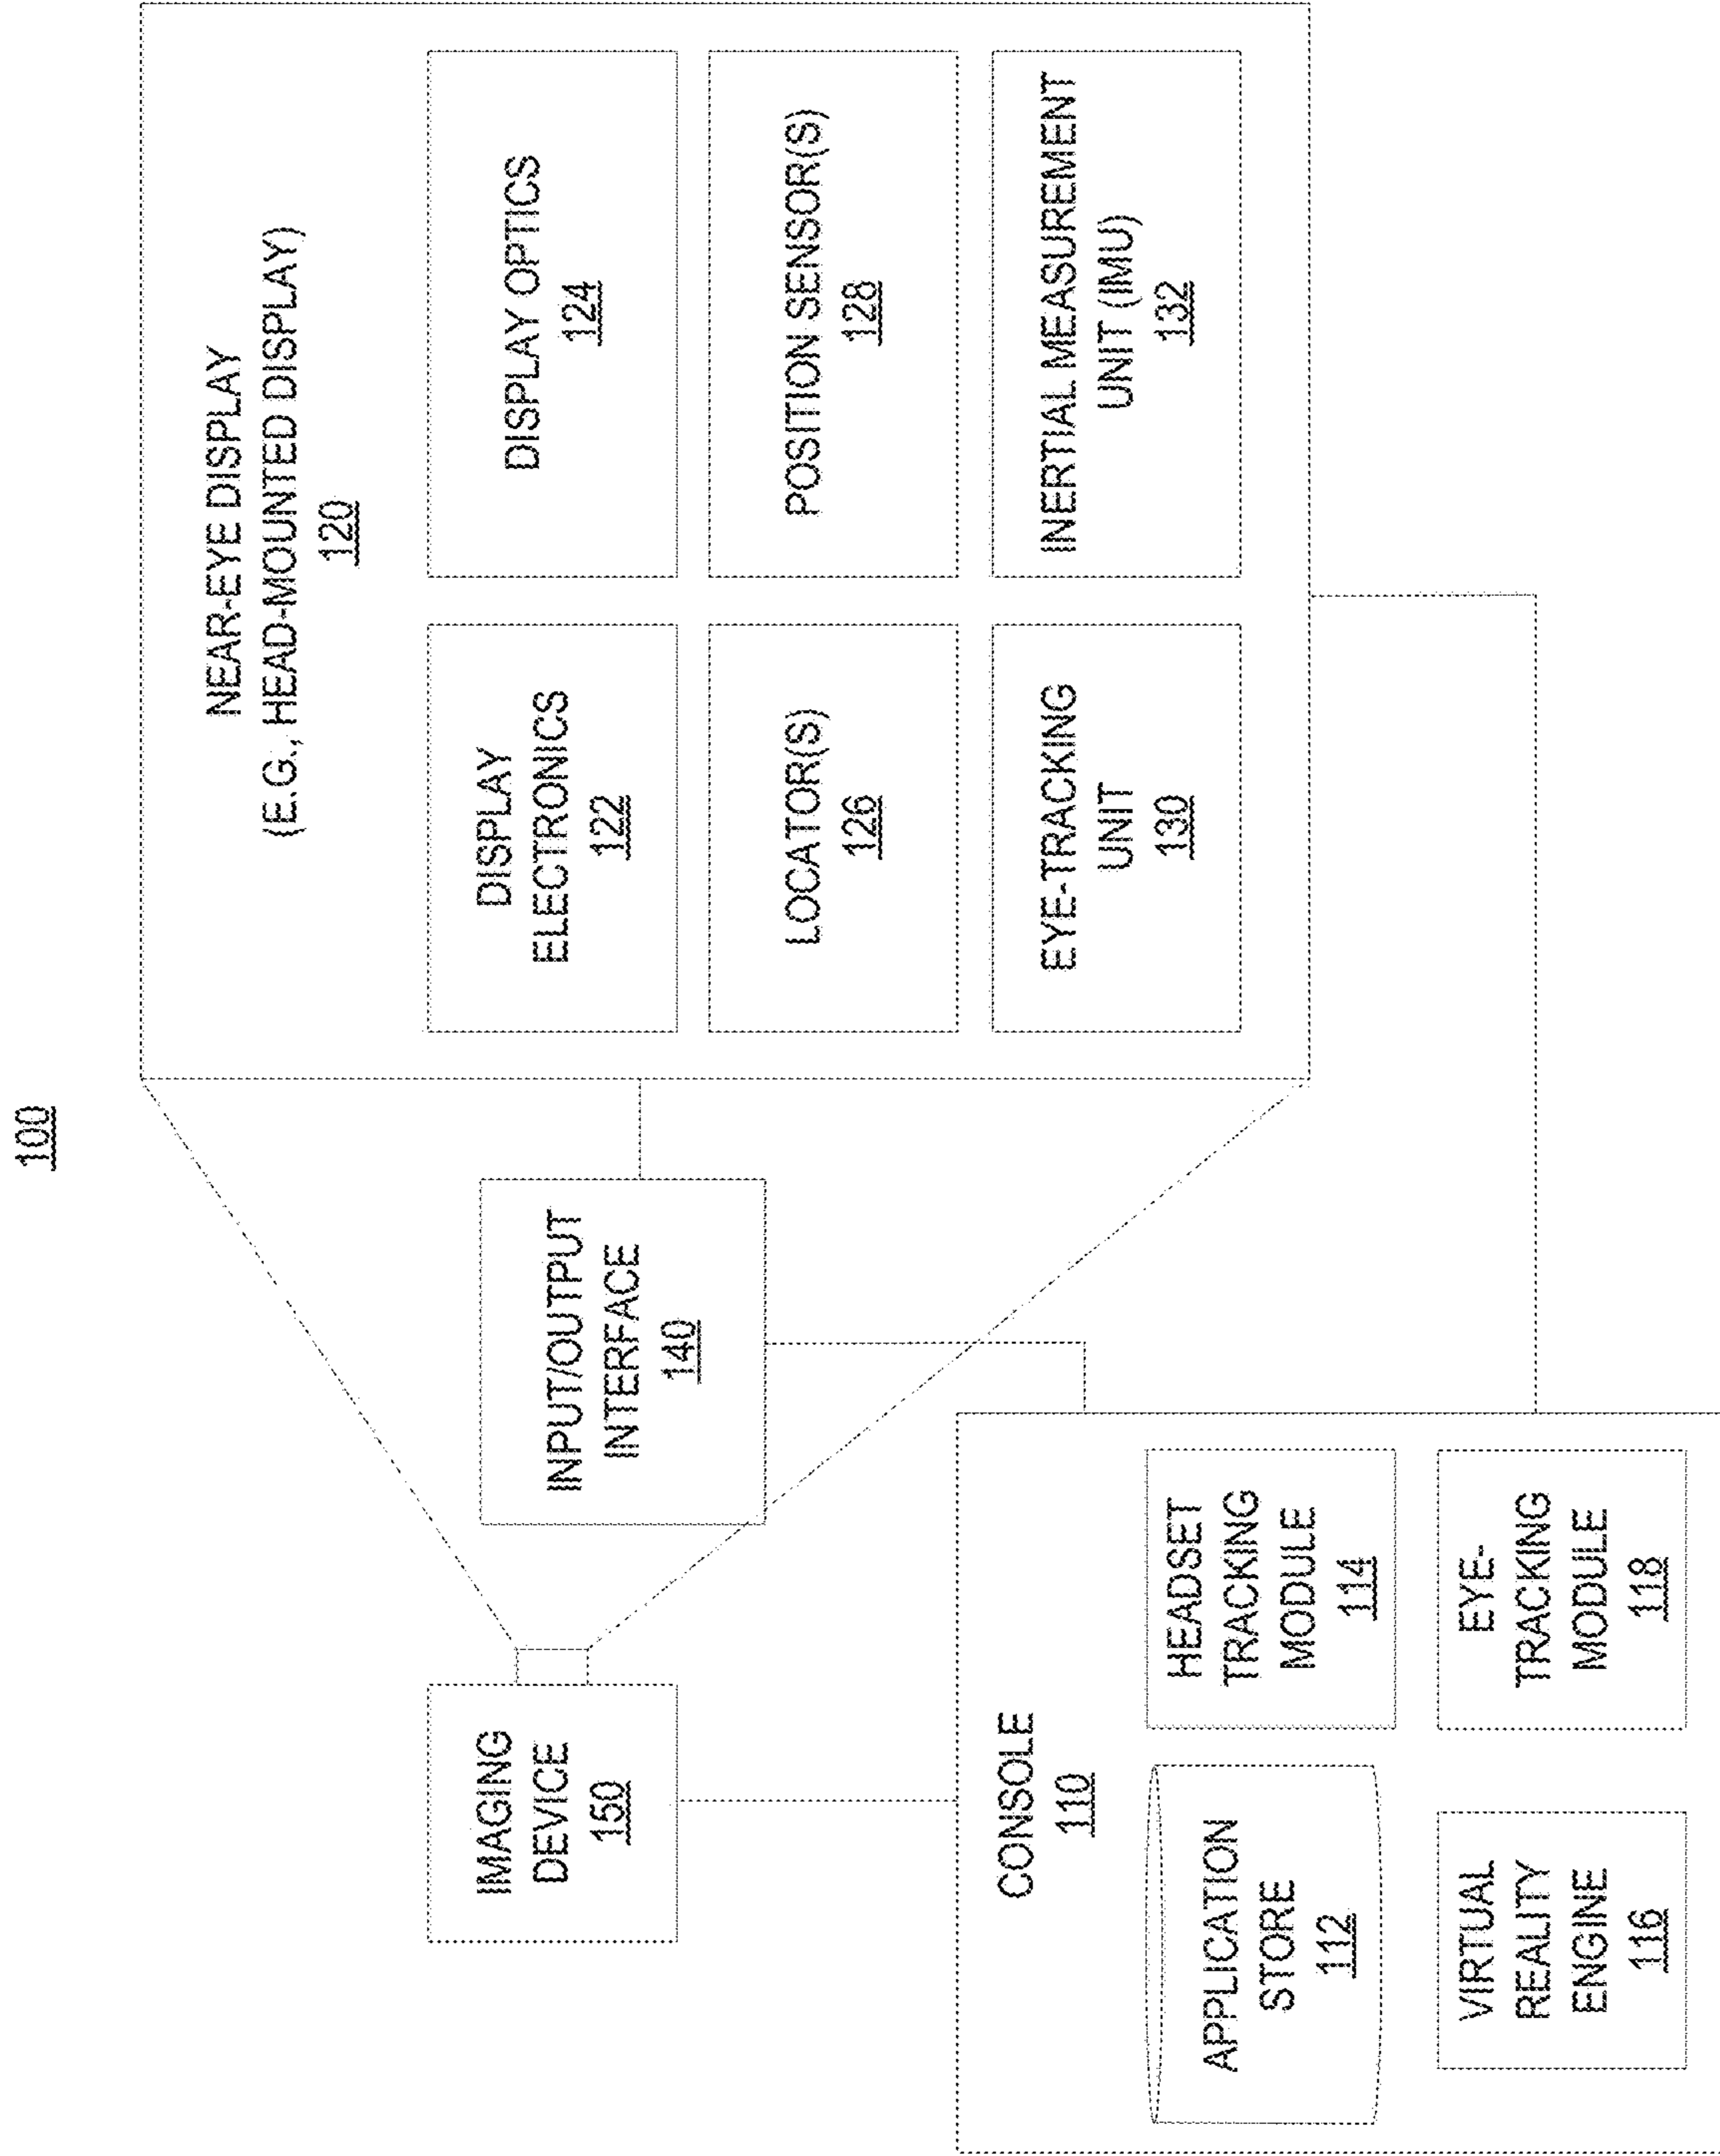 100
NEAR-EYE DISPLAY
(E.G., HEAD-MOUNTED DISPLAY)
120
DISPLAY
ELECTRONICS
122
DISPLAY OPTICS
124
LOCATOR(S)
126
POSITION SENSOR(S)
128
EYE-TRACKING
UNIT
130
INERTIAL MEASUREMENT
UNIT (IMU)
132
INPUT/OUTPUT
INTERFACE
140
IMAGING
DEVICE
150
CONSOLE
110
APPLICATION
STORE
112
HEADSET
TRACKING
MODULE
114
VIRTUAL
REALITY
ENGINE
116
EYE-
TRACKING
MODULE
118